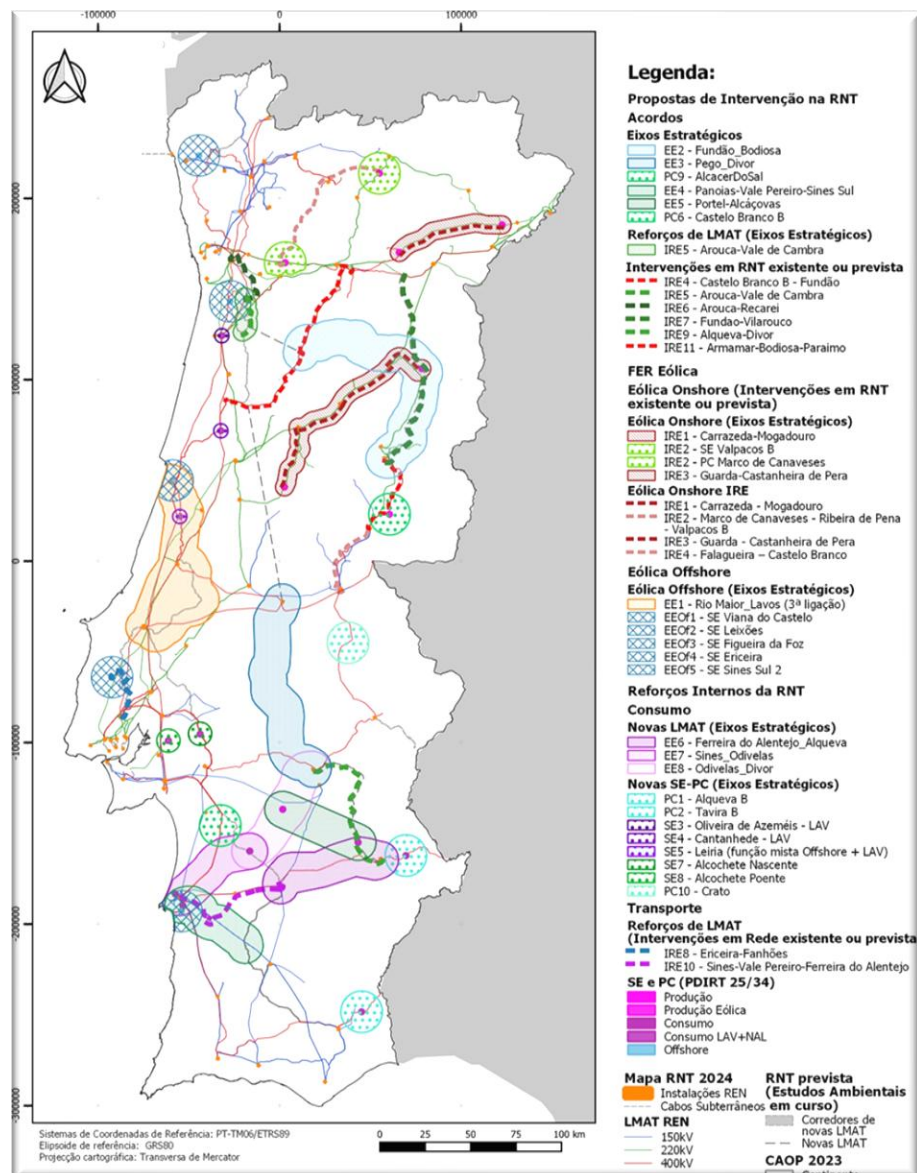 -100000
0
100000
200000
100000
0
-100000
-200000
-300000
Sistemas de Coordenadas de Referência: PT-TM06/ETRS89
Elipsoide de referência: GRS80
Projecção cartográfica: Transversa de Mercator
0 25 50 75 100 km
Legenda:
Propostas de Intervenção na RNT
Acordos
Eixos Estratégicos
EE2 - Fundão_Bodiosa
EE3 - Pego_Divor
PC9 - AlcacerDoSal
EE4 - Panoias-Vale Pereiro-Sines Sul
EE5 - Portel-Alcáçovas
PC6 - Castelo Branco B
Reforços de LMAT (Eixos Estratégicos)
IRE5 - Arouca-Vale de Cambra
Intervenções em RNT existente ou prevista
IRE4 - Castelo Branco B - Fundão
IRE5 - Arouca-Vale de Cambra
IRE6 - Arouca-Recarei
IRE7 - Fundao-Vilarouco
IRE9 - Alqueva-Divor
IRE11 - Armamar-Bodiosa-Paraimo
FER Eólica
Eólica Onshore (Intervenções em RNT
existente ou prevista)
Eólica Onshore (Eixos Estratégicos)
IRE1 - Carrazeda-Mogadouro
IRE2 - SE Valpacos B
IRE2 - PC Marco de Canaveses
IRE3 - Guarda-Castanheira de Pera
Eólica Onshore IRE
IRE1 - Carrazeda - Mogadouro
IRE2 - Marco de Canaveses - Ribeira de Pena
- Valpacos B
IRE3 - Guarda - Castanheira de Pera
IRE4 - Falagueira – Castelo Branco
Eólica Offshore
Eólica Offshore (Eixos Estratégicos)
EE1 - Rio Maior_Lavos (3ª ligação)
EEOf1 - SE Viana do Castelo
EEOf2 - SE Leixões
EEOf3 - SE Figueira da Foz
EEOf4 - SE Ericeira
EEOf5 - SE Sines Sul 2
Reforços Internos da RNT
Consumo
Novas LMAT (Eixos Estratégicos)
EE6 - Ferreira do Alentejo_Alqueva
EE7 - Sines_Odivelas
EE8 - Odivelas_Divor
Novas SE-PC (Eixos Estratégicos)
PC1 - Alqueva B
PC2 - Tavira B
SE3 - Oliveira de Azeméis - LAV
SE4 - Cantanhede - LAV
SE5 - Leiria (função mista Offshore + LAV)
SE7 - Alcochete Nascente
SE8 - Alcochete Poente
PC10 - Crato
Transporte
Reforços de LMAT
(Intervenções em Rede existente ou prevista
IRE8 - Ericeira-Fanhões
IRE10 - Sines-Vale Pereiro-Ferreira do Alentejo
SE e PC (PDIRT 25/34)
Produção
Produção Eólica
Consumo
Consumo LAV+NAL
Offshore
Mapa RNT 2024
Instalações REN
Cabos Subterrâneos
LMAT REN
150kV
220kV
400kV
RNT prevista
(Estudos Ambientais
em curso)
Corredores de
novas LMAT
Novas LMAT
CAOP 2023